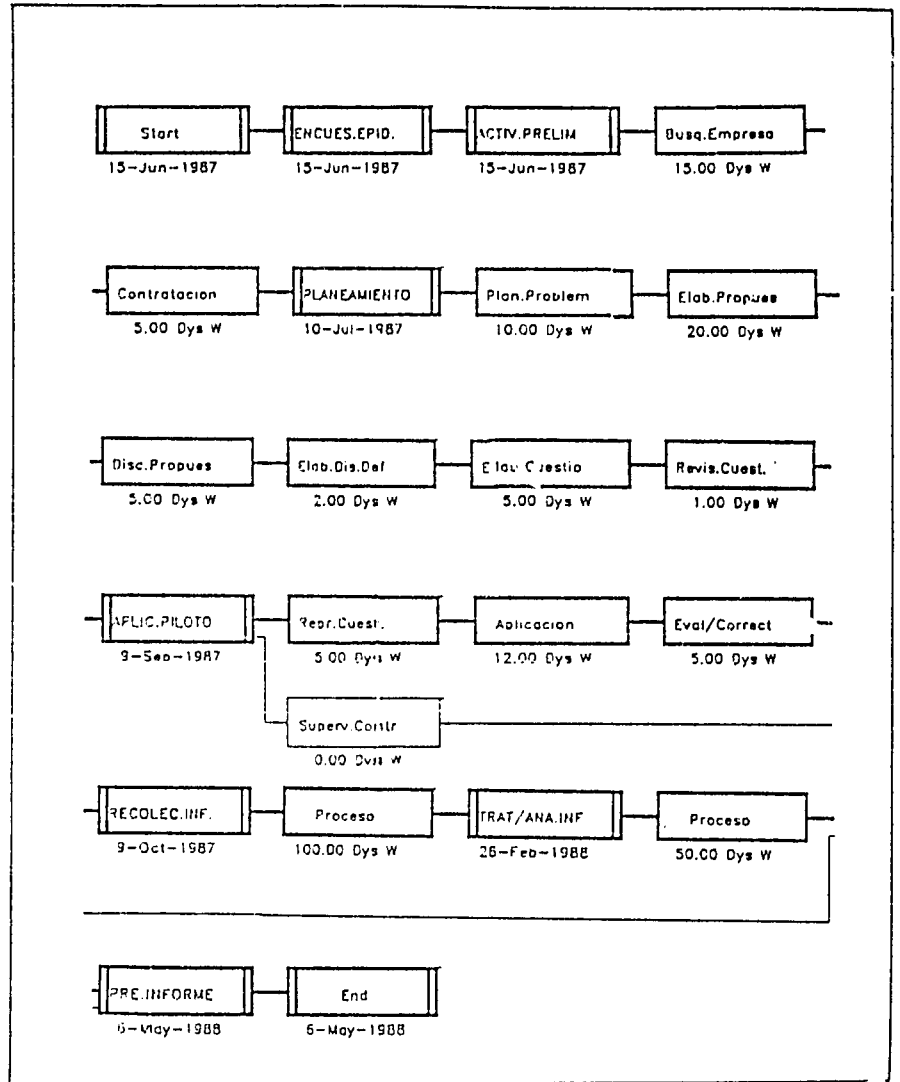 Start
ENCUES.EPID.
ACTIV.PRELIM
Busq.Empresa
15-Jun-1987
15-Jun-1987
15-Jun-1987
15.00 Dys W
Contratacion
PLANEAMIENTO
Plan.Problem
Elab.Propues
5.00 Dys W
10-Jul-1987
10.00 Dys W
20.00 Dys W
Disc.Propues
Elab.Dis.Def
Elab.Cuestio
Revis.Cuest.
5.00 Dys W
2.00 Dys W
5.00 Dys W
1.00 Dys W
APLIC.PILOTO
Repr.Cuest.
Aplicacion
Eval/Correct
9-Sep-1987
5.00 Dys W
12.00 Dys W
5.00 Dys W
Superv.Contr
0.00 Dys W
RECOLEC.INF.
Proceso
TRAT/ANA.INF
Proceso
9-Oct-1987
100.00 Dys W
26-Feb-1988
50.00 Dys W
PRE.INFORME
End
6-May-1988
6-May-1988